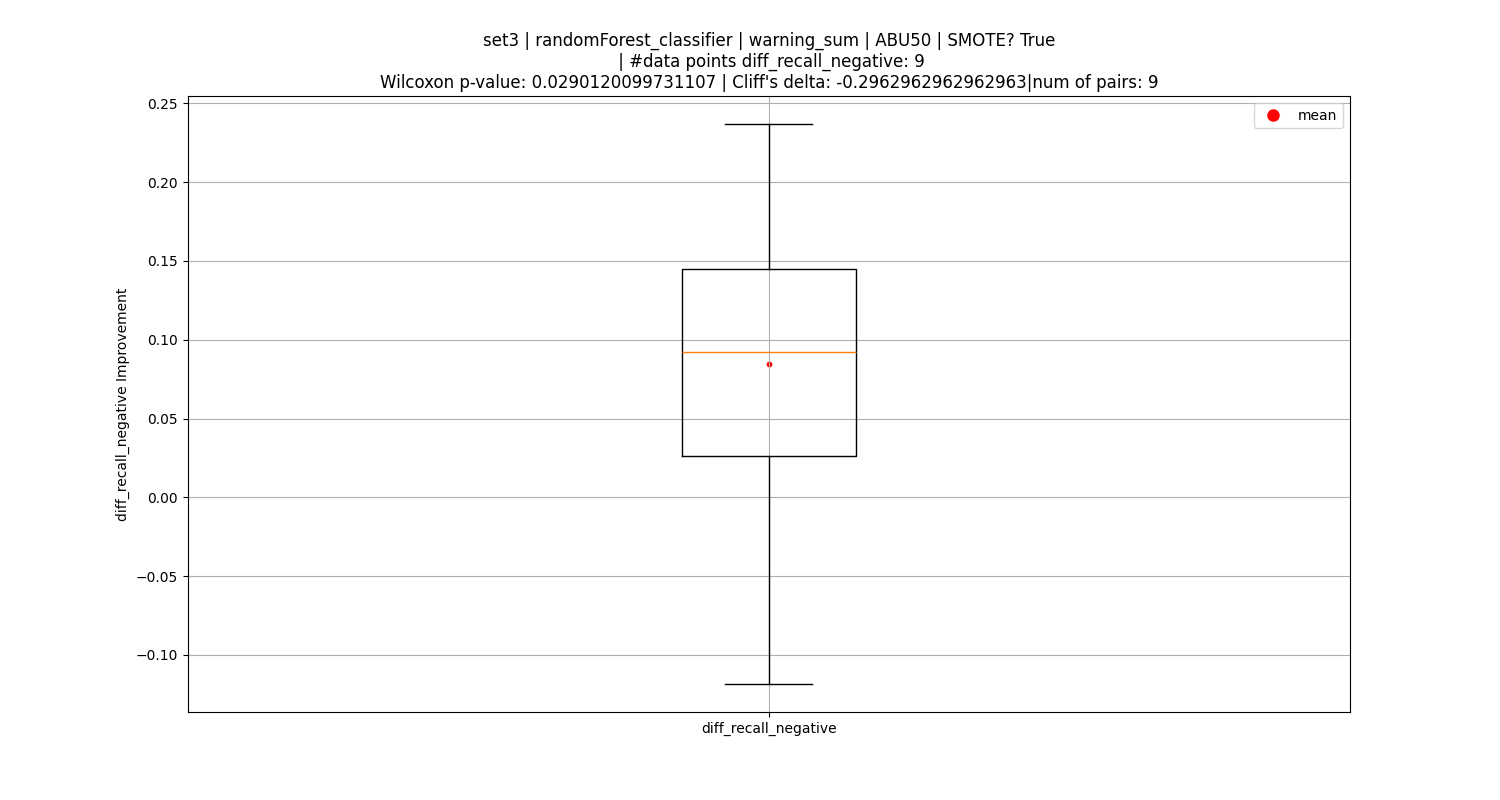 set3 | randomForest_classifier | warning_sum | ABU50 | SMOTE? True
| #data points diff_recall_negative: 9
Wilcoxon p-value: 0.0290120099731107 | Cliff's delta: -0.2962962962962963|num of pairs: 9
mean
0.25
0.20
0.15
0.10
0.05
0.00
−0.05
−0.10
diff_recall_negative Improvement
diff_recall_negative